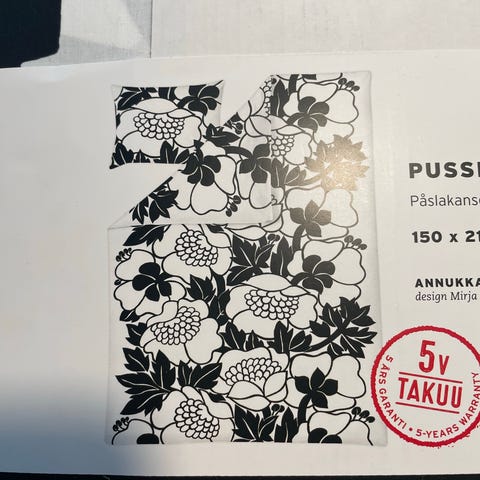 PUSSI
Påslakanse
150 x 21
ANNUKKA
design Mirja
5v
TAKUU
5 ÅRS GARANTI • 5-YEARS WARRANTY